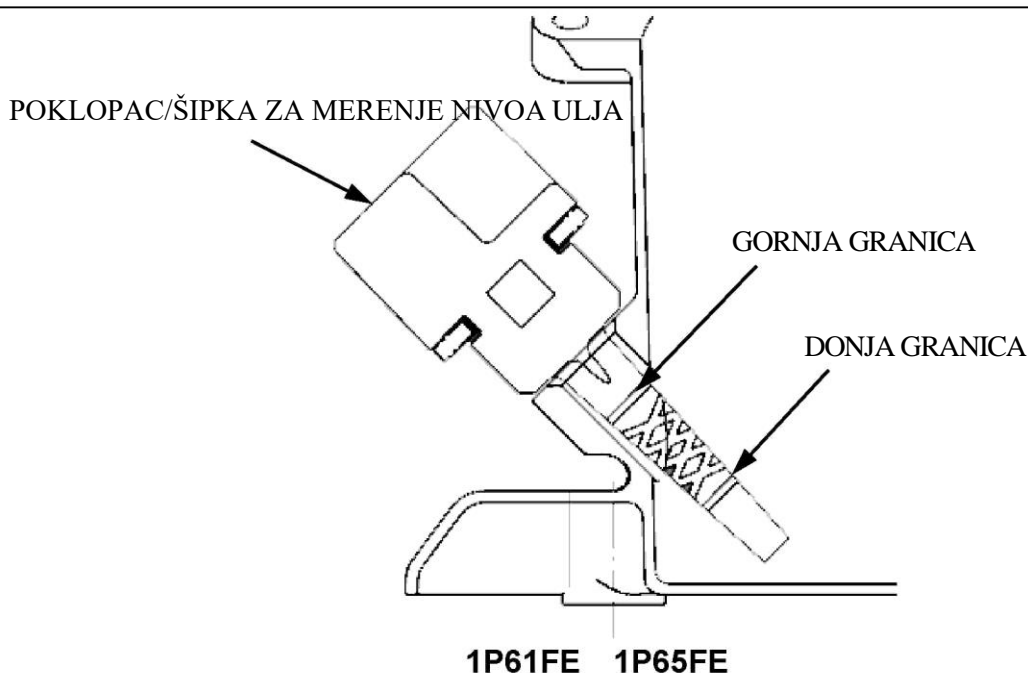 POKLOPAC/ŠIPKA ZA MERENJE NIVOA ULJA
GORNJA GRANICA
DONJA GRANICA
1P61FE 1P65FE